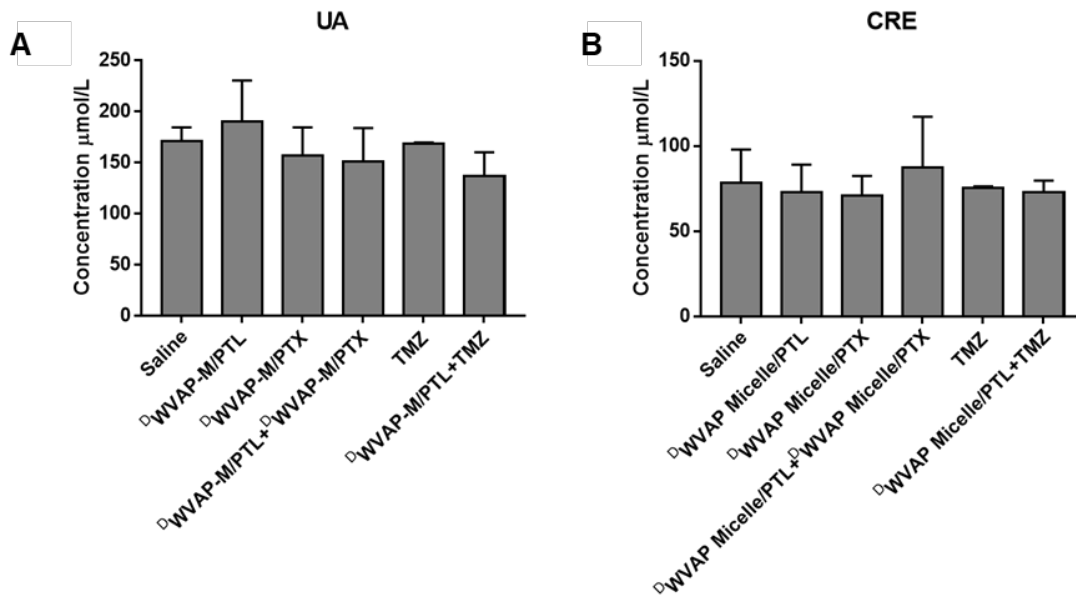 A
UA
Concentration µmol/L
250
200
150
100
50
0
Saline
ᴰWVAP-M/PTL
ᴰWVAP-M/PTX
ᴰWVAP-M/PTL+ᴰWVAP-M/PTX
TMZ
ᴰWVAP-M/PTL+TMZ
B
CRE
Concentration µmol/L
150
100
50
0
Saline
ᴰWVAP Micelle/PTL
ᴰWVAP Micelle/PTX
ᴰWVAP Micelle/PTL+ᴰWVAP Micelle/PTX
TMZ
ᴰWVAP Micelle/PTL+TMZ